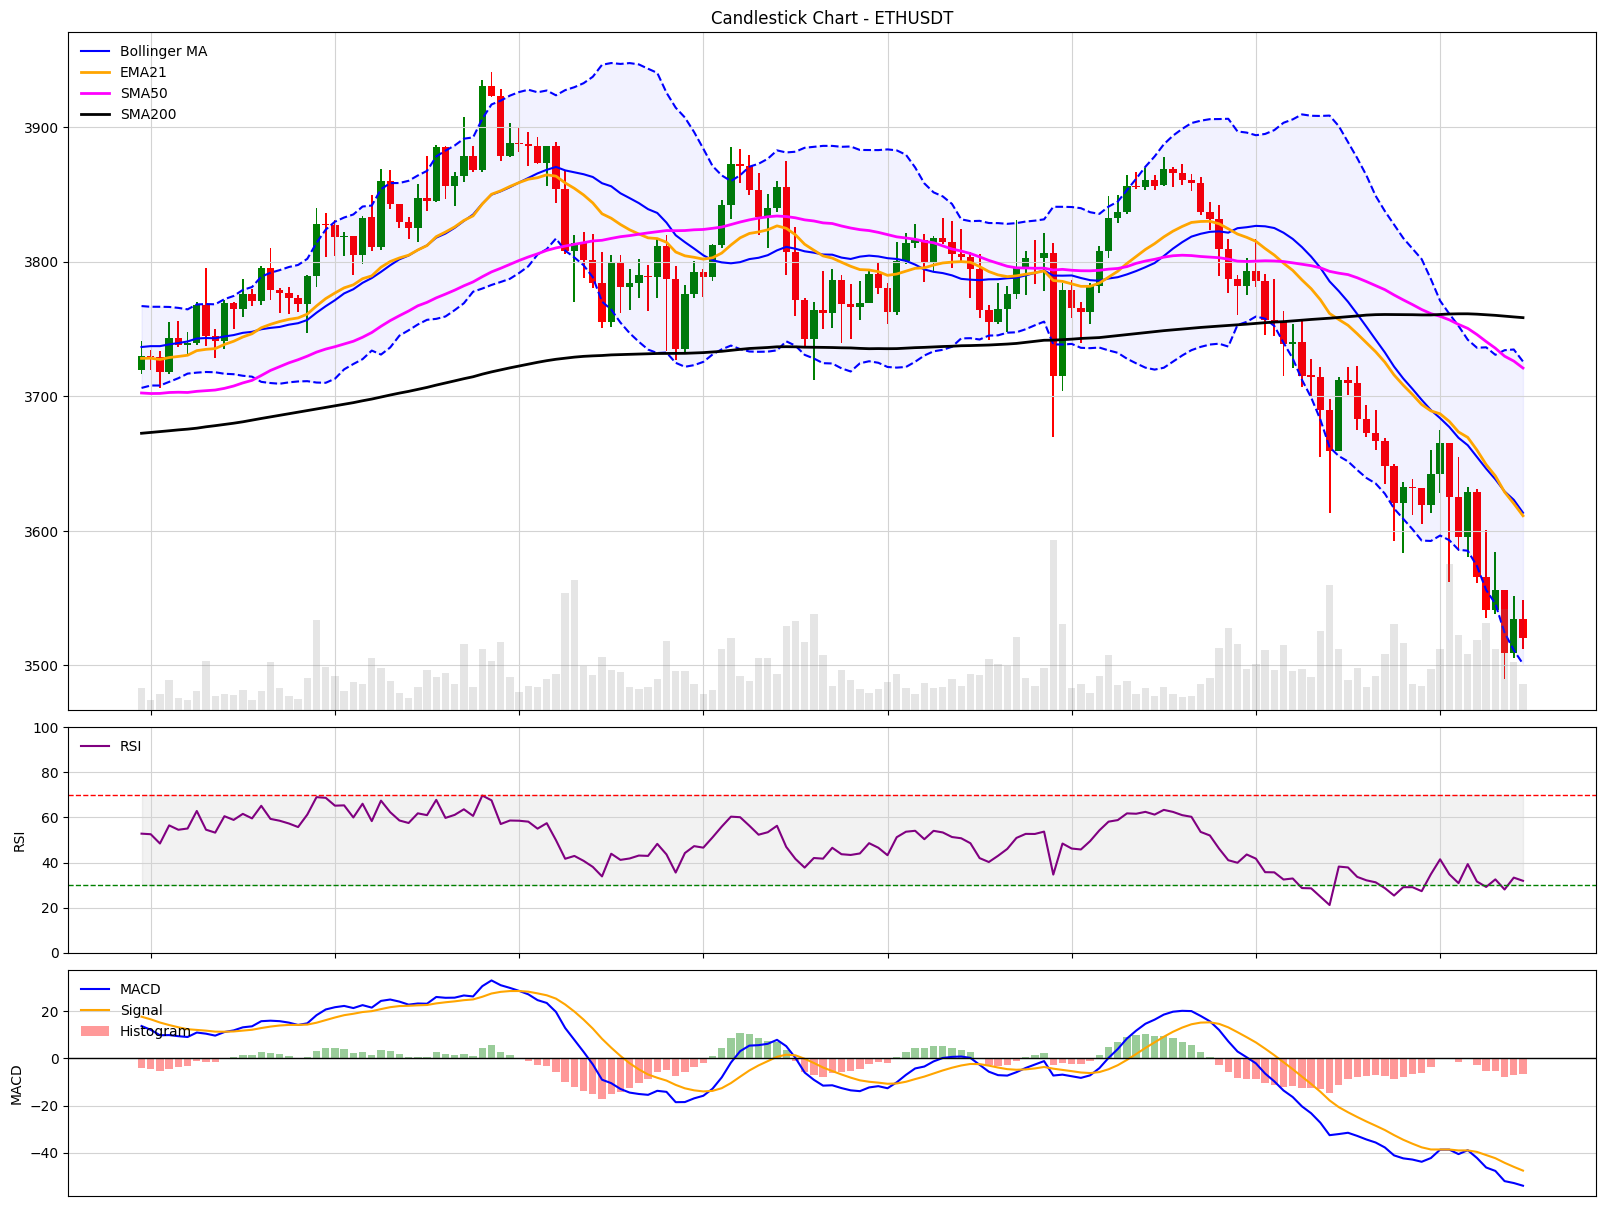 Candlestick Chart - ETHUSDT
Bollinger MA
EMA21
SMA50
SMA200
3900
3800
3700
3600
3500
100
80
60
40
20
0
RSI
RSI
20
0
−20
−40
MACD
MACD
Signal
Histogram